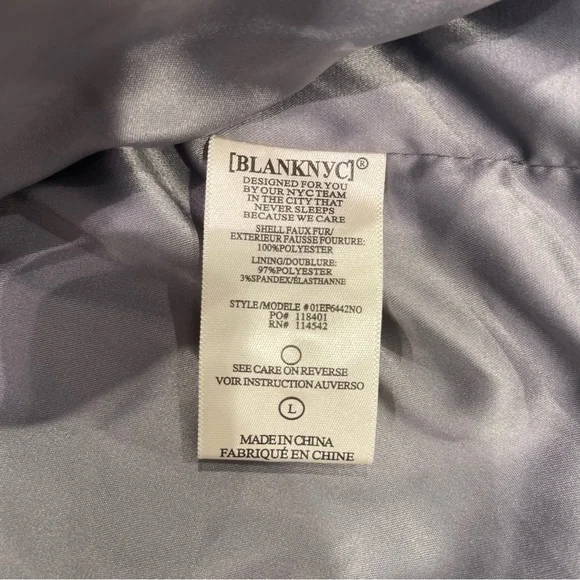 [BLANKNYC]®
DESIGNED FOR YOU
BY OUR NYC TEAM
IN THE CITY THAT
NEVER SLEEPS
BECAUSE WE CARE
SHELL FAUX FUR/
EXTERIEUR FAUSSE FOURURE:
100%POLYESTER
LINING/DOUBLURE:
97%POLYESTER
3%SPANDEX/ÉLASTHANNE
STYLE/MODELE #01EF6442NO
PO# 118401
RN# 114542
SEE CARE ON REVERSE
VOIR INSTRUCTION AUVERSO
L
MADE IN CHINA
FABRIQUÉ EN CHINE